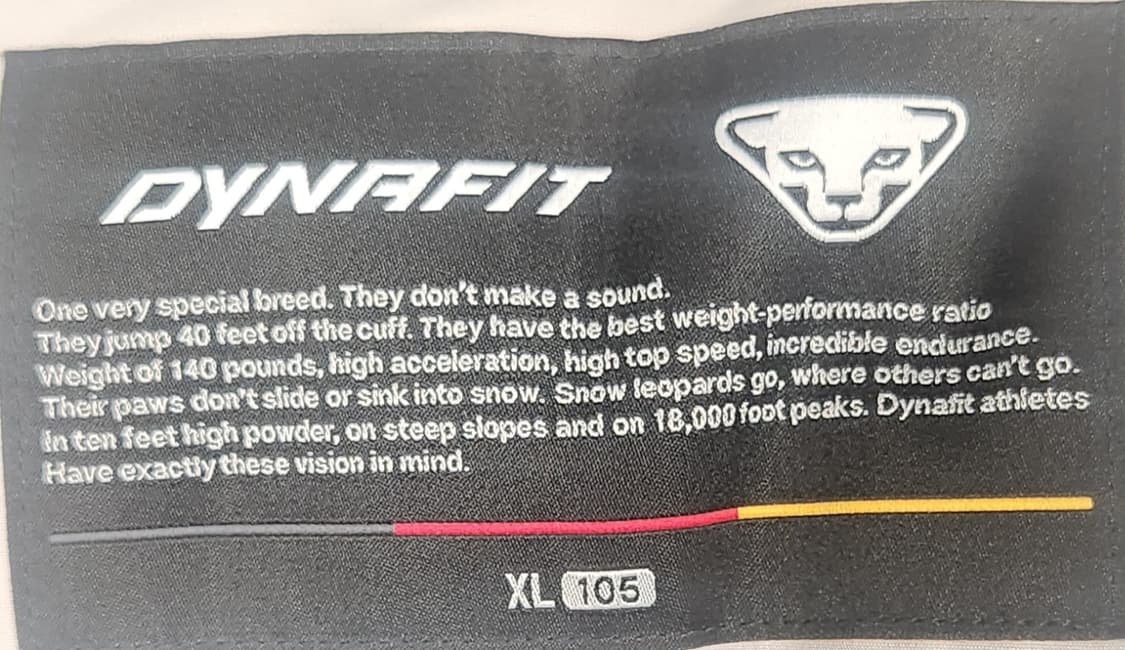 DYNAFIT
One very special breed. They don't make a sound.
They jump 40 feet off the cuff. They have the best weight-performance ratio
Weight of 140 pounds, high acceleration, high top speed, incredible endurance.
Their paws don't slide or sink into snow. Snow leopards go, where others can't go.
In ten feet high powder, on steep slopes and on 18,000 foot peaks. Dynafit athletes
Have exactly these vision in mind.
XL 105